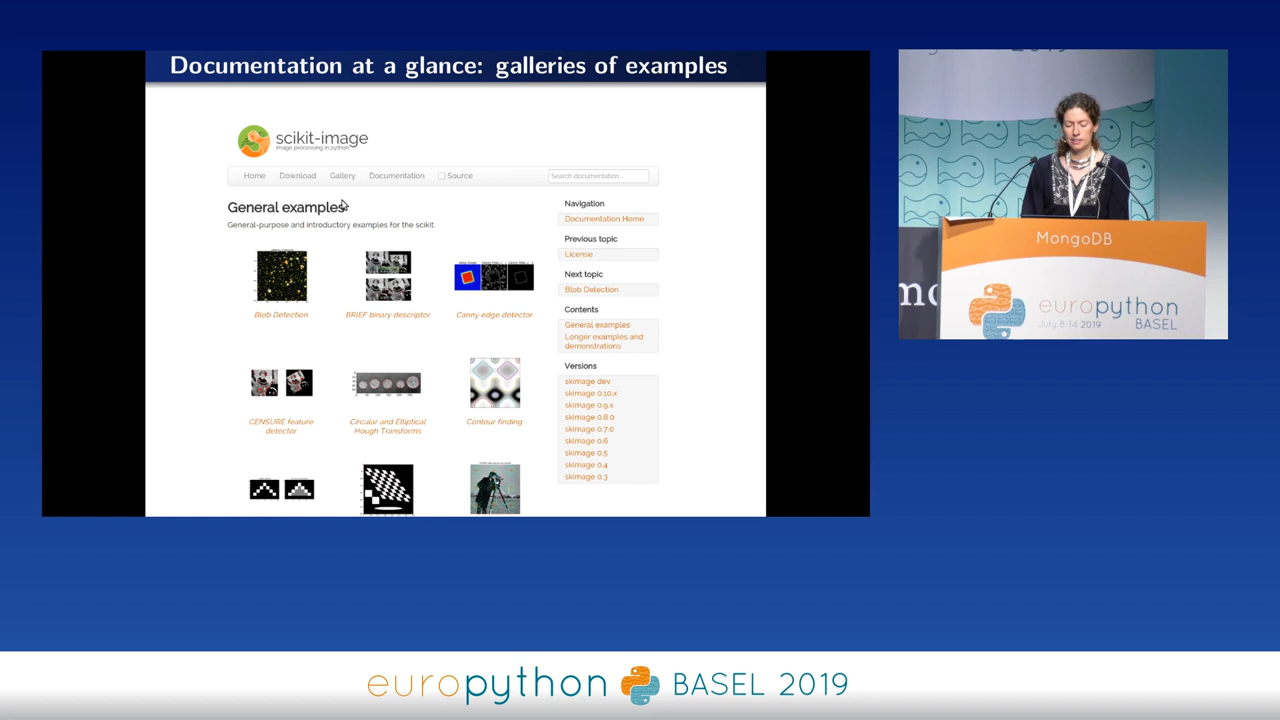 Documentation at a glance: galleries of examples
scikit-image
image processing in python
Home Download Gallery Documentation Source
Search documentation ...
General examples
General-purpose and introductory examples for the scikit.
Blob Detection
BRIEF binary descriptor
Canny edge detector
CENSURE feature
detector
Circular and Elliptical
Hough Transforms
Contour finding
Navigation
Documentation Home
Previous topic
License
Next topic
Blob Detection
Contents
General examples
Longer examples and
demonstrations
Versions
skimage dev
skimage 0.10.x
skimage 0.9.x
skimage 0.8.0
skimage 0.7.0
skimage 0.6
skimage 0.5
skimage 0.4
skimage 0.3
2019
MongoDB
europython
July 8-14 2019
BASEL
europython BASEL 2019